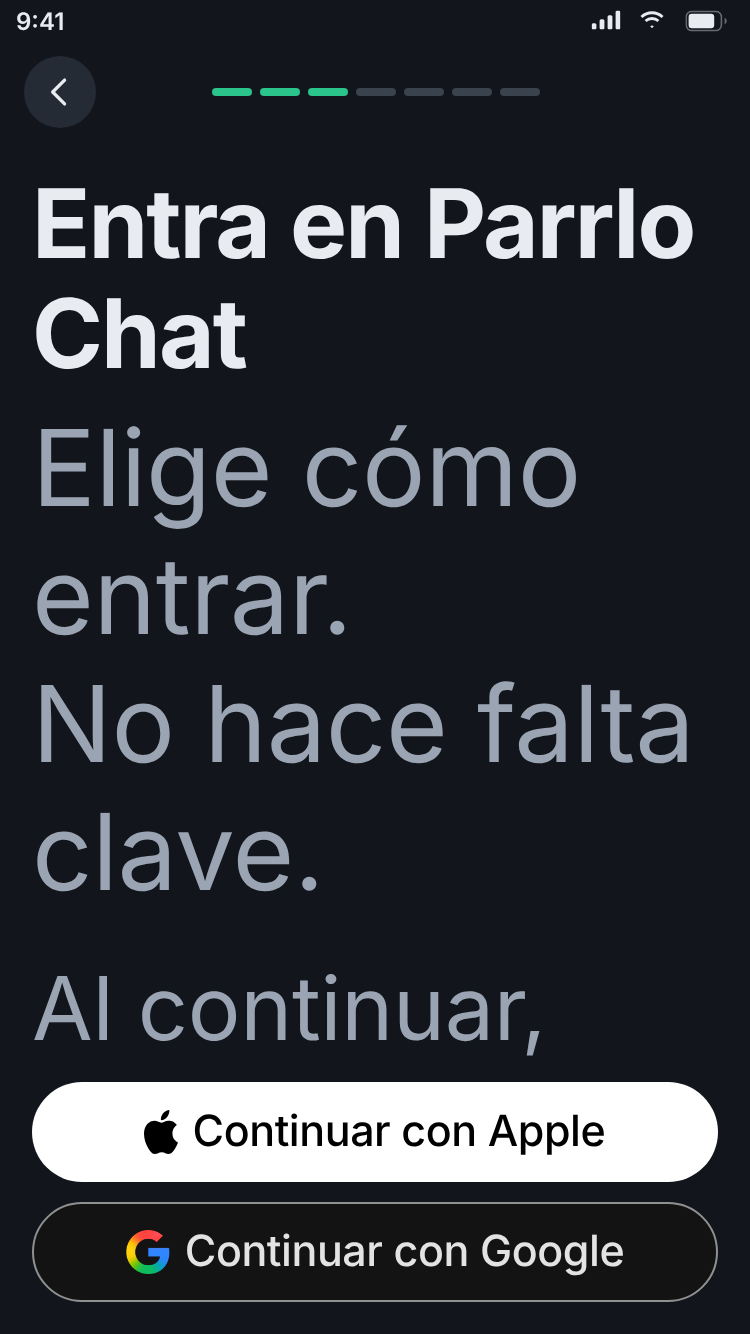 9:41
Entra en Parrlo
Chat
Elige cómo
entrar.
No hace falta
clave.
Al continuar,
Continuar con Apple
Continuar con Google